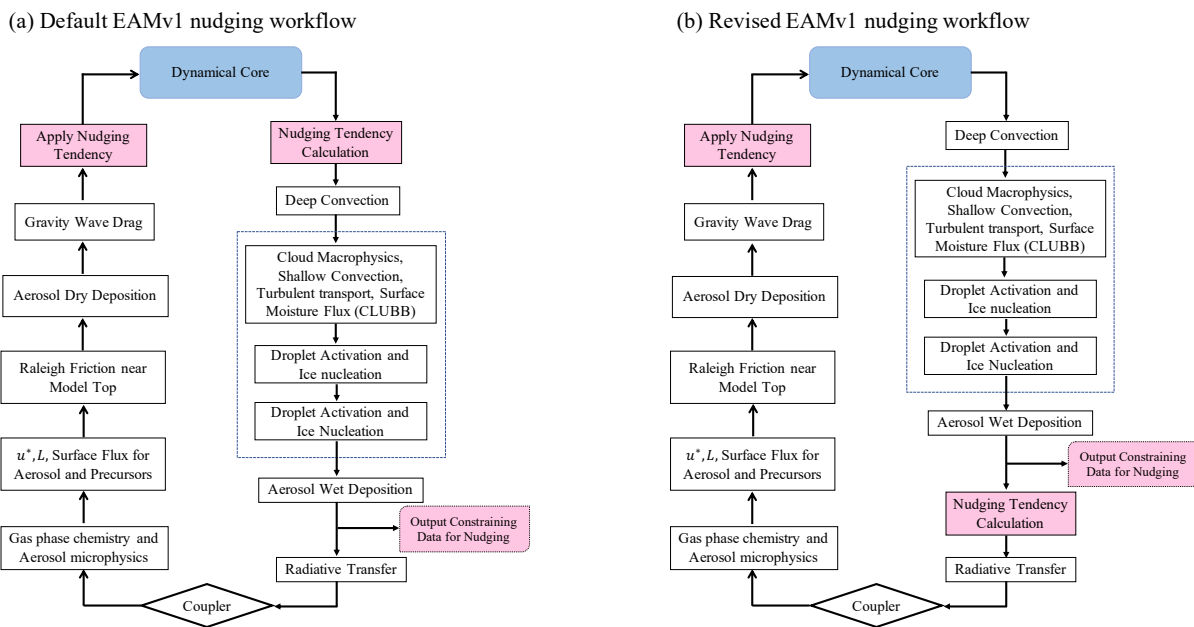 (a) Default EAMv1 nudging workflow
Dynamical Core
Apply Nudging
Tendency
Nudging Tendency
Calculation
Deep Convection
Gravity Wave Drag
Cloud Macrophysics,
Shallow Convection,
Turbulent transport, Surface
Moisture Flux (CLUBB)
Aerosol Dry Deposition
Droplet Activation and
Ice nucleation
Raleigh Friction near
Model Top
Droplet Activation and
Ice Nucleation
u*, L, Surface Flux for
Aerosol and Precursors
Aerosol Wet Deposition
Output Constraining
Data for Nudging
Gas phase chemistry and
Aerosol microphysics
Radiative Transfer
Coupler
(b) Revised EAMv1 nudging workflow
Dynamical Core
Apply Nudging
Tendency
Deep Convection
Gravity Wave Drag
Cloud Macrophysics,
Shallow Convection,
Turbulent transport, Surface
Moisture Flux (CLUBB)
Aerosol Dry Deposition
Droplet Activation and
Ice nucleation
Raleigh Friction near
Model Top
Droplet Activation and
Ice Nucleation
Aerosol Wet Deposition
u*, L, Surface Flux for
Aerosol and Precursors
Output Constraining
Data for Nudging
Nudging Tendency
Calculation
Gas phase chemistry and
Aerosol microphysics
Radiative Transfer
Coupler